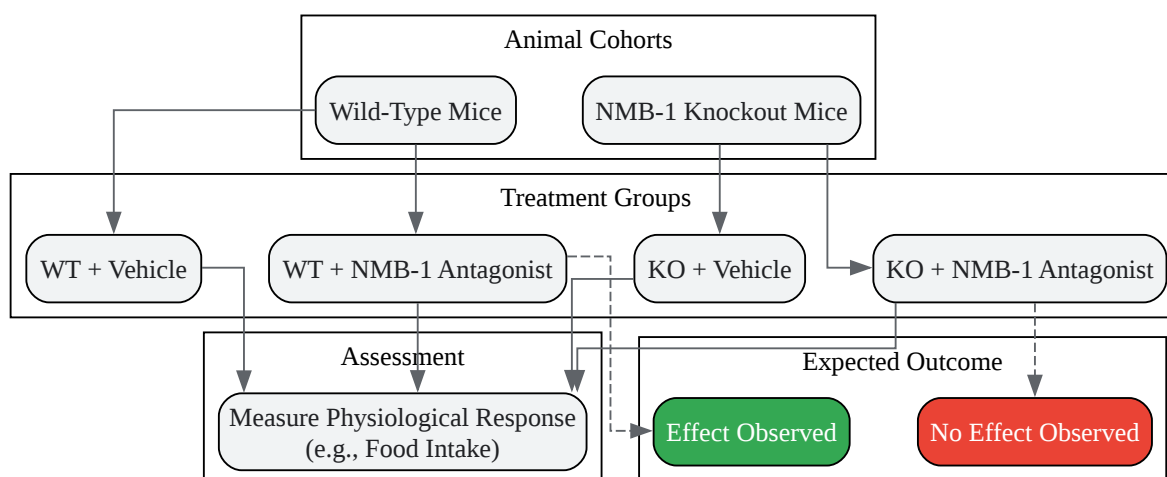 Animal Cohorts
Wild-Type Mice
NMB-1 Knockout Mice
Treatment Groups
WT + Vehicle
WT + NMB-1 Antagonist
KO + Vehicle
KO + NMB-1 Antagonist
Assessment
Expected Outcome
Measure Physiological Response
(e.g., Food Intake)
Effect Observed
No Effect Observed